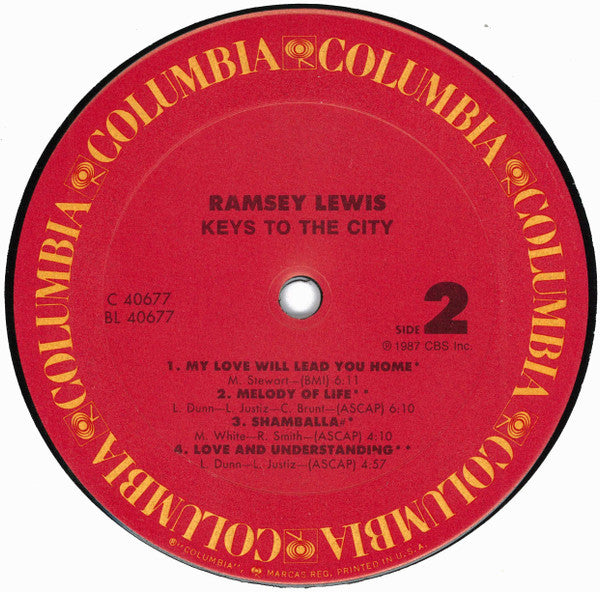 COLUMBIA COLUMBIA COLUMBIA COLUMBIA COLUMBIA COLUMBIA COLUMBIA COLUMBIA
RAMSEY LEWIS
KEYS TO THE CITY
C 40677
BL 40677
SIDE 2
℗ 1987 CBS Inc.
1. MY LOVE WILL LEAD YOU HOME*
M. Stewart—(BMI) 6:11
2. MELODY OF LIFE**
L. Dunn—L. Justiz—C. Brunt—(ASCAP) 6:10
3. SHAMBALLA#*
M. White—R. Smith—(ASCAP) 4:10
4. LOVE AND UNDERSTANDING**
L. Dunn—L. Justiz—(ASCAP) 4:57
®"COLUMBIA", MARCAS REG. PRINTED IN U.S.A.